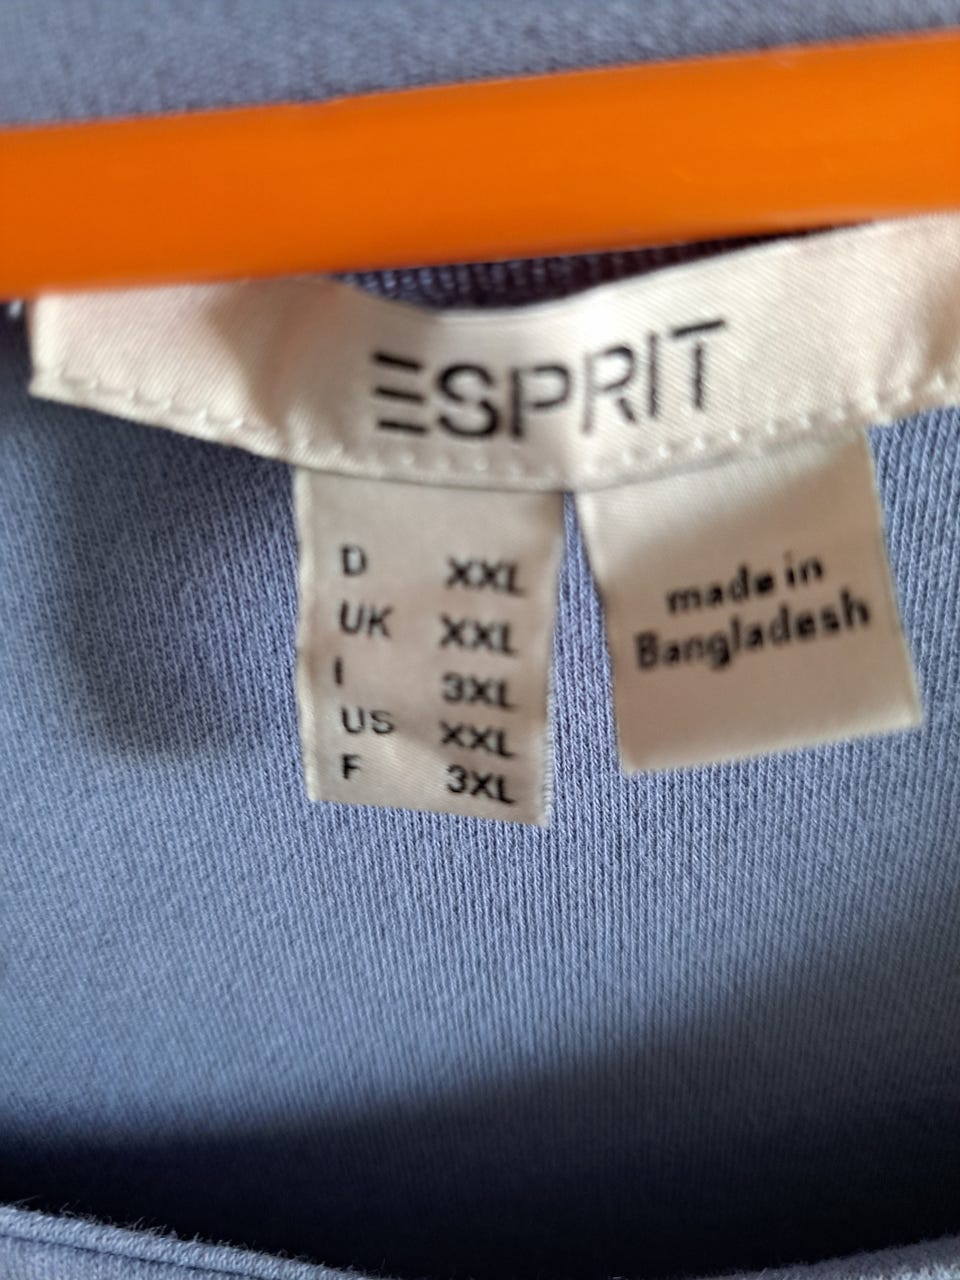 ESPRIT
D XXL
UK XXL
I 3XL
US XXL
F 3XL
made in
Bangladesh